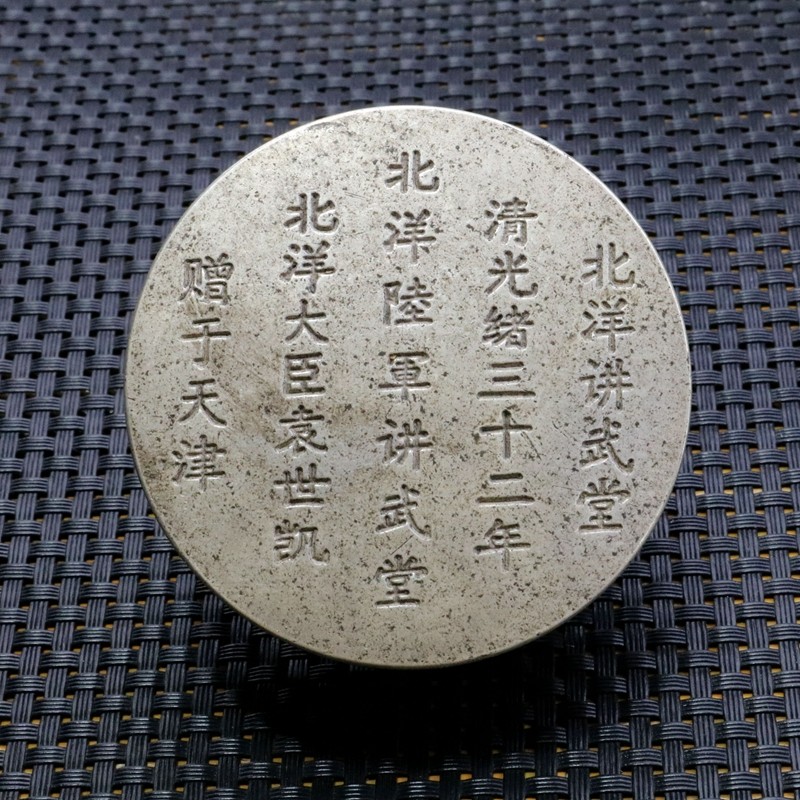 北洋讲武堂
清光绪三十二年
北洋陸軍讲武堂
北洋大臣袁世凯
赠于天津